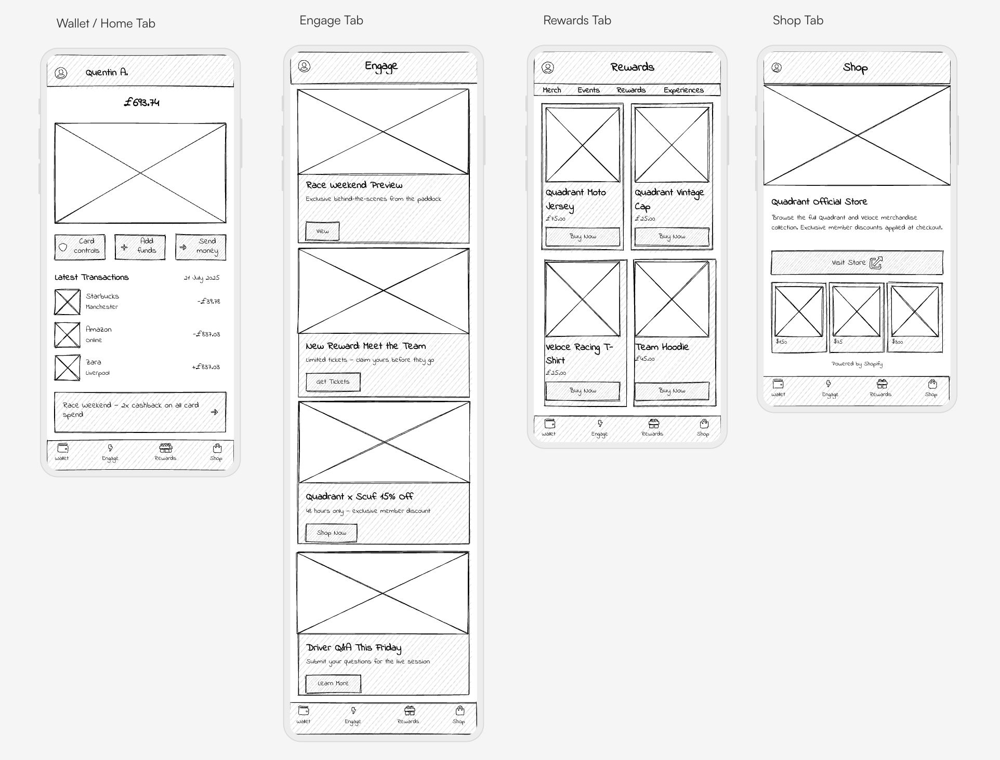 Wallet / Home Tab
Quentin A.
£693.74
Card
controls
Add
funds
Send
money
Latest Transactions
21 July 2025
Starbucks
Manchester
-£39.78
Amazon
Online
-£837.03
Zara
Liverpool
+£837.03
Race Weekend - 2x cashback on all card
spend
Wallet
Engage
Rewards
Shop
Engage Tab
Engage
Race Weekend Preview
Exclusive behind-the-scenes from the paddock
View
New Reward: Meet the Team
Limited tickets - claim yours before they go
Get Tickets
Quadrant x Scuf: 15% Off
48 hours only - exclusive member discount
Shop Now
Driver Q&A This Friday
Submit your questions for the live session
Learn More
Wallet
Engage
Rewards
Shop
Rewards Tab
Rewards
Merch
Events
Rewards
Experiences
Quadrant Moto
Jersey
£75.00
Buy Now
Quadrant Vintage
Cap
£25.00
Buy Now
Veloce Racing T-
Shirt
£25.00
Buy Now
Team Hoodie
£45.00
Buy Now
Wallet
Engage
Rewards
Shop
Shop Tab
Shop
Quadrant Official Store
Browse the full Quadrant and Veloce merchandise
collection. Exclusive member discounts applied at checkout.
Visit Store
$150
$75
$300
Powered by Shopify
Wallet
Engage
Rewards
Shop